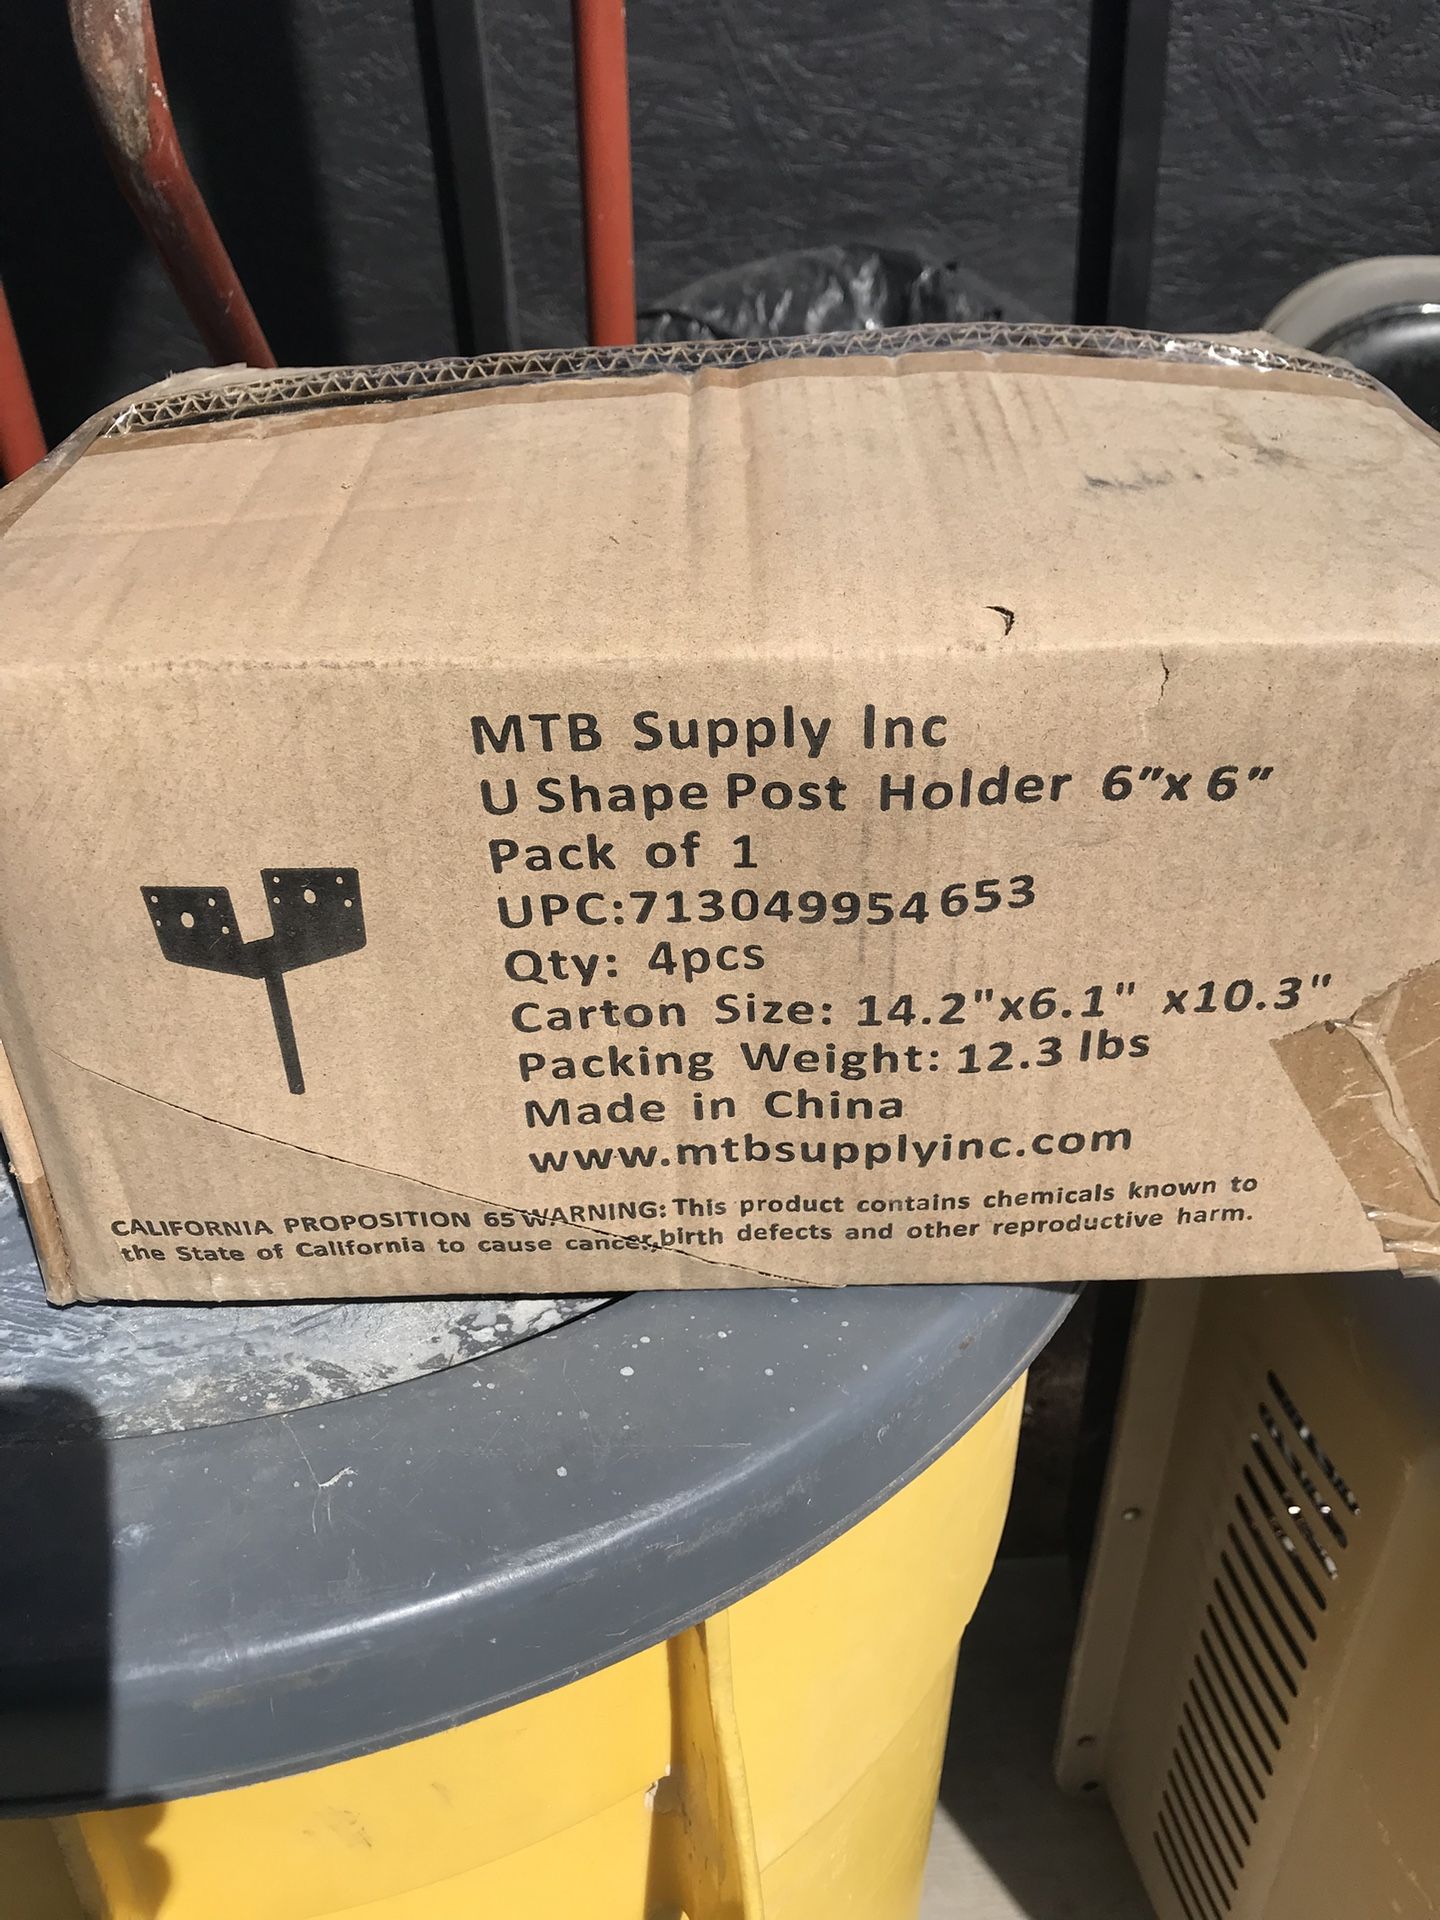 MTB Supply Inc
U Shape Post Holder 6"x 6"
Pack of 1
UPC:713049954653
Qty: 4pcs
Carton Size: 14.2"x6.1" x10.3"
Packing Weight: 12.3 lbs
Made in China
www.mtbsupplyinc.com
CALIFORNIA PROPOSITION 65 WARNING: This product contains chemicals known to
the State of California to cause cancer,birth defects and other reproductive harm.